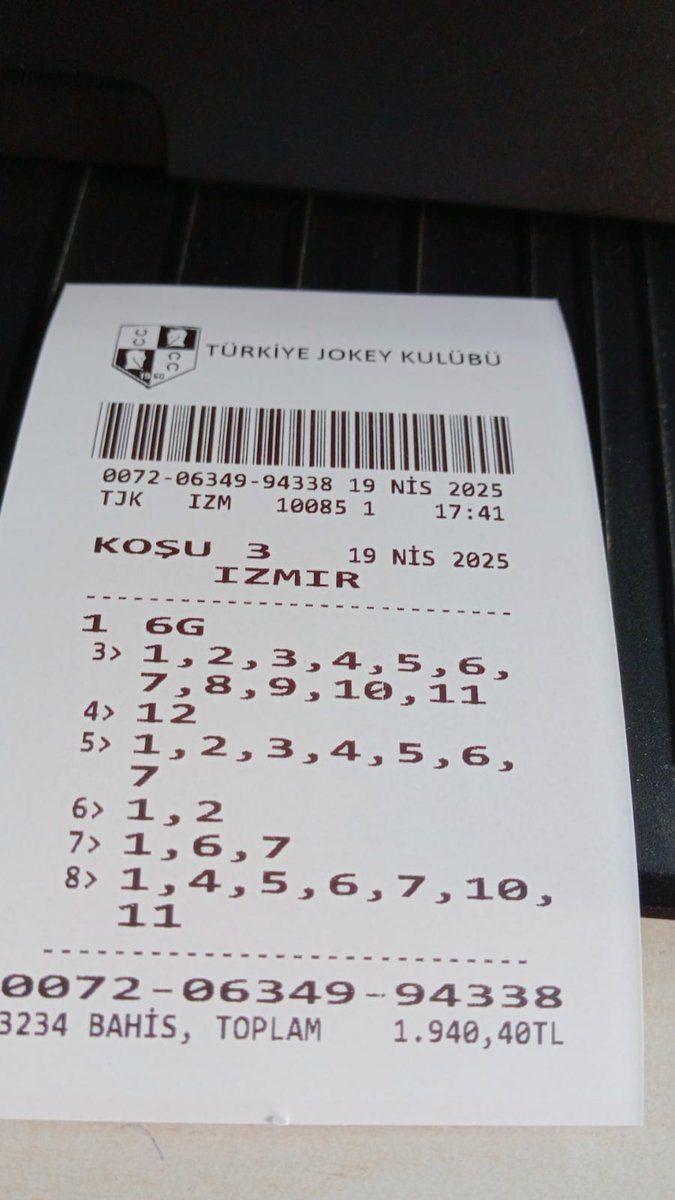 TÜRKİYE JOKEY KULÜBÜ
1950
0072-06349-94338 19 NİS 2025
TJK IZM 10085 1 17:41
KOŞU 3 19 NİS 2025
IZMIR
1 6G
3> 1,2,3,4,5,6,
7,8,9,10,11
4> 12
5> 1,2,3,4,5,6,
7
6> 1,2
7> 1,6,7
8> 1,4,5,6,7,10,
11
0072-06349-94338
3234 BAHİS, TOPLAM 1.940,40TL